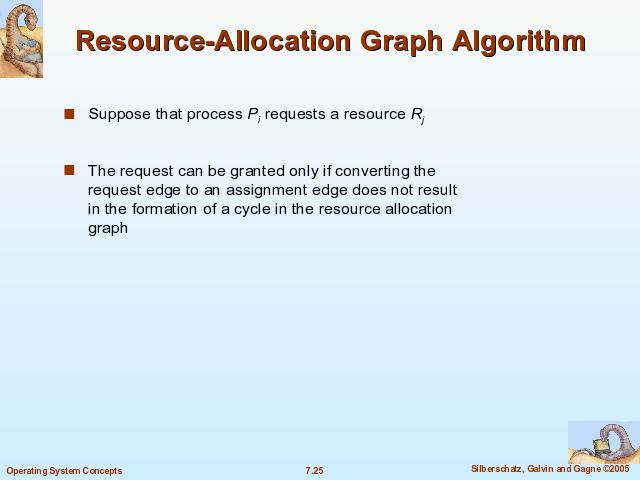 Resource-Allocation Graph Algorithm
Suppose that process Pi requests a resource Rj
The request can be granted only if converting the
request edge to an assignment edge does not result
in the formation of a cycle in the resource allocation
graph
Operating System Concepts
7.25
Silberschatz, Galvin and Gagne ©2005